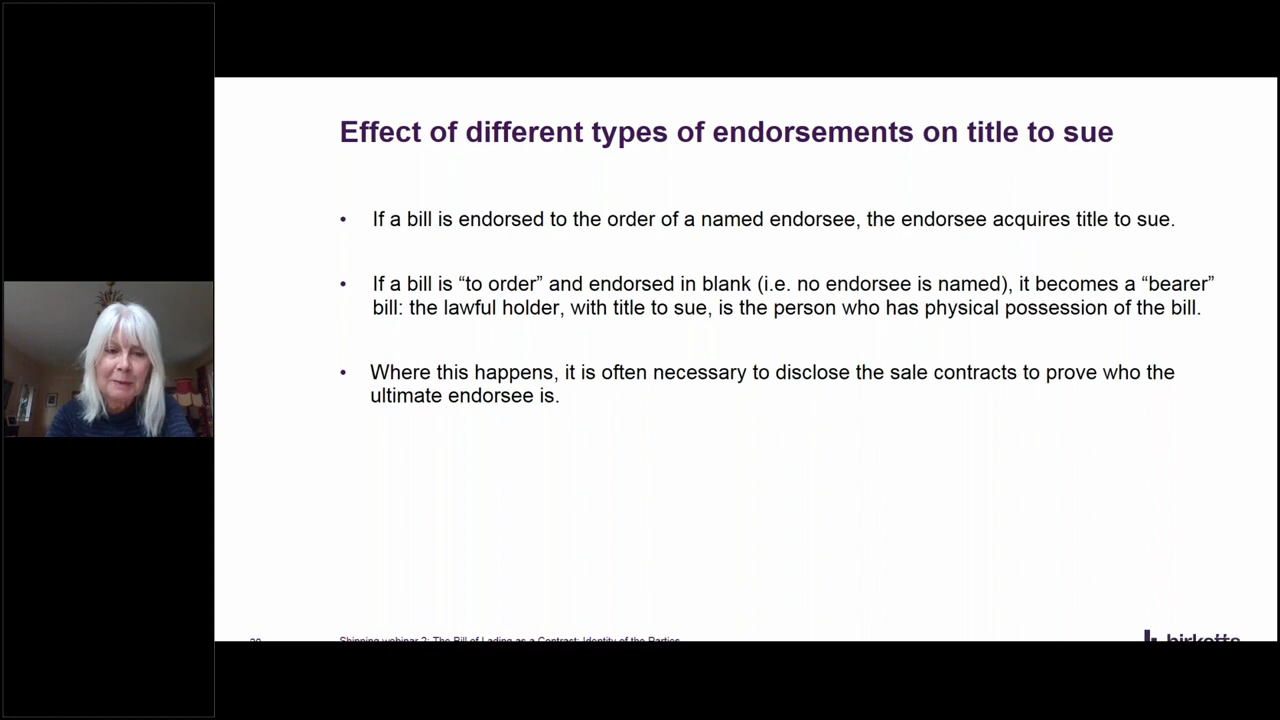 Effect of different types of endorsements on title to sue
• If a bill is endorsed to the order of a named endorsee, the endorsee acquires title to sue.
• If a bill is “to order” and endorsed in blank (i.e. no endorsee is named), it becomes a “bearer”
bill: the lawful holder, with title to sue, is the person who has physical possession of the bill.
• Where this happens, it is often necessary to disclose the sale contracts to prove who the
ultimate endorsee is.
Shipping webinar 2: The Bill of Lading as a Contract: Identity of the Parties
birketts